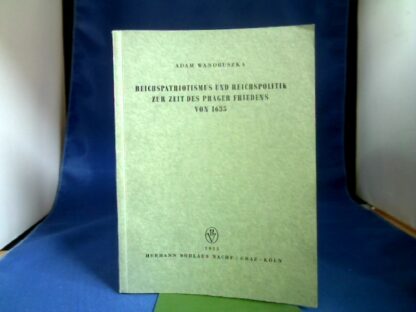 ADAM WANDRUSZKA
REICHSPATRIOTISMUS UND REICHSPOLITIK
ZUR ZEIT DES PRAGER FRIEDENS
VON 1635
1955
HERMANN BÖHLAUS NACHF. / GRAZ-KÖLN